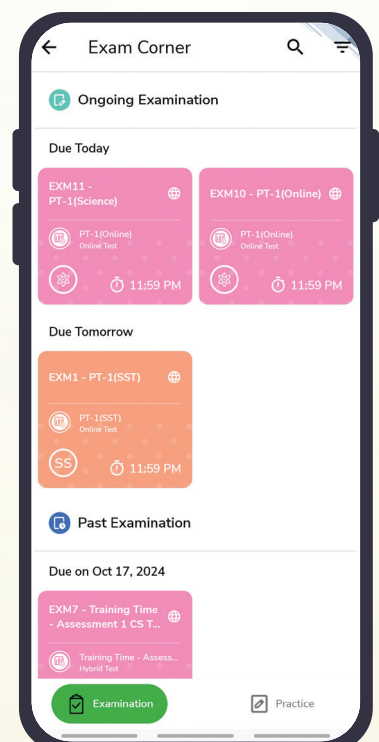 Exam Corner
Ongoing Examination
Due Today
EXM11 -
PT-1(Science)
PT-1(Online)
Online Test
11:59 PM
EXM10 - PT-1(Online)
PT-1(Online)
Online Test
11:59 PM
Due Tomorrow
EXM1 - PT-1(SST)
PT-1(SST)
Online Test
SS
11:59 PM
Past Examination
Due on Oct 17, 2024
EXM7 - Training Time
- Assessment 1 CS T...
Training Time - Assess...
Hybrid Test
Examination
Practice